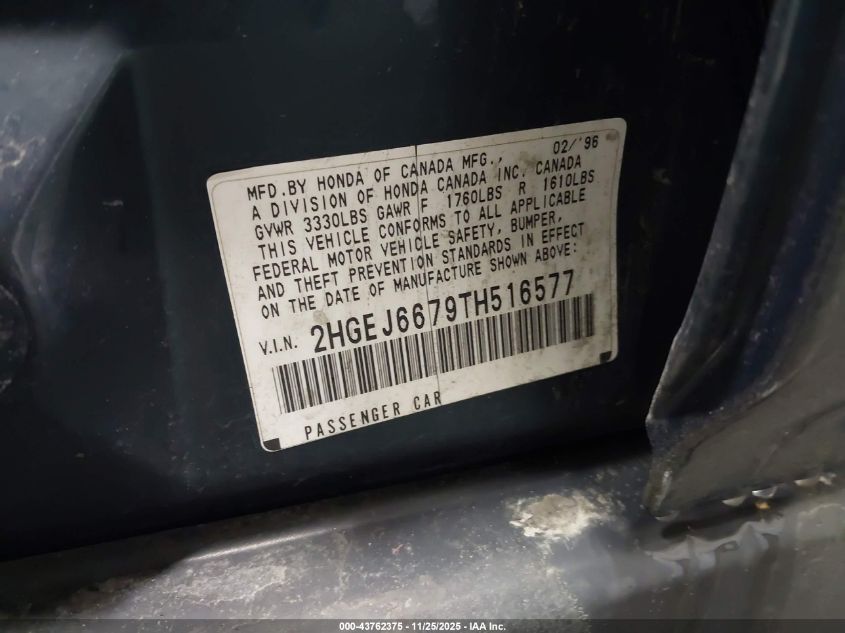 MFD.BY HONDA OF CANADA MFG., 02/'96
A DIVISION OF HONDA CANADA INC. CANADA
GVWR 3330LBS GAWR F 1760LBS R 1610LBS
THIS VEHICLE CONFORMS TO ALL APPLICABLE
FEDERAL MOTOR VEHICLE SAFETY, BUMPER,
AND THEFT PREVENTION STANDARDS IN EFFECT
ON THE DATE OF MANUFACTURE SHOWN ABOVE:
V.I.N. 2HGEJ6679TH516577
PASSENGER CAR
000-43762375 - 11/25/2025 - IAA Inc.